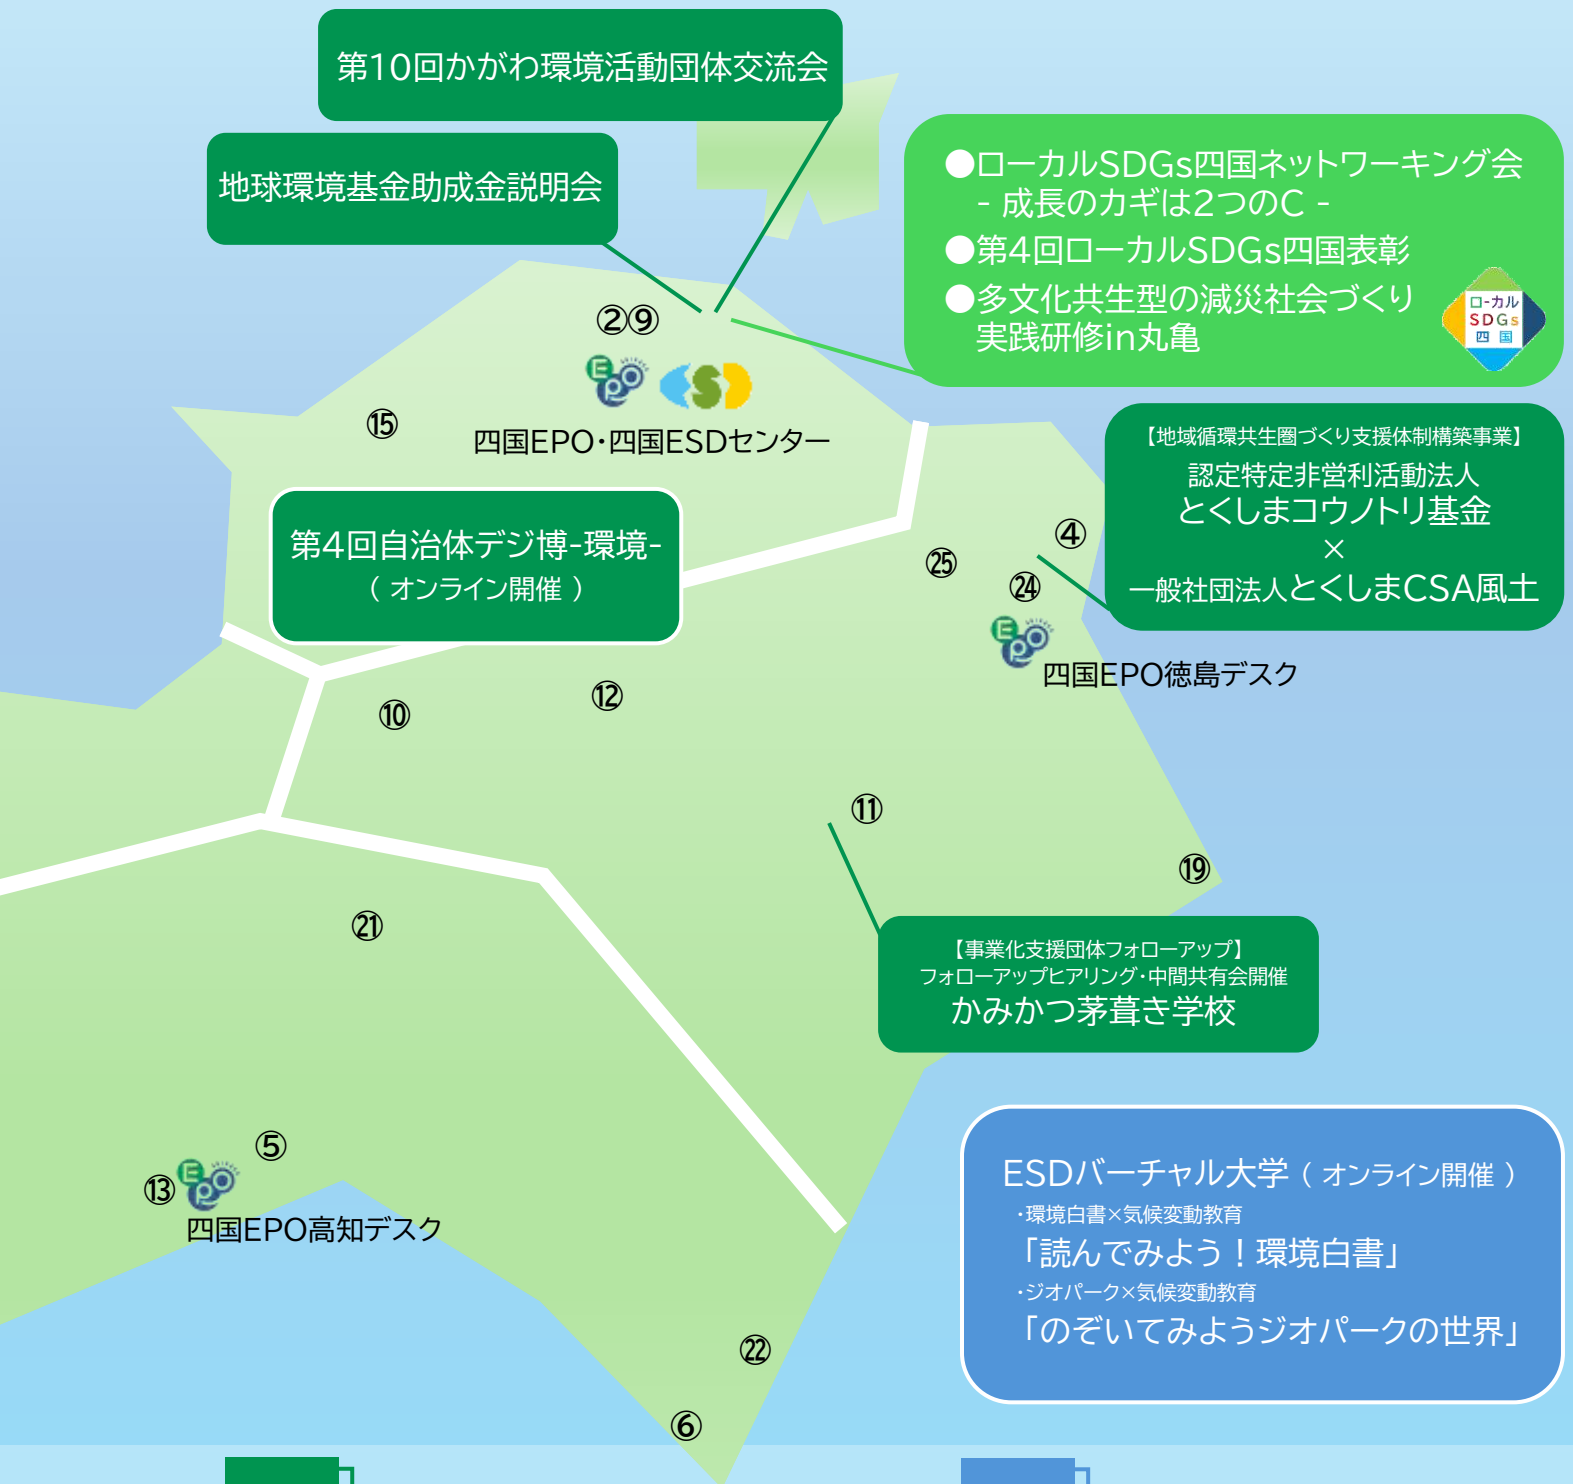 第10回かがわ環境活動団体交流会
地球環境基金助成金説明会
●ローカルSDGs四国ネットワーキング会
- 成長のカギは2つのC -
●第4回ローカルSDGs四国表彰
●多文化共生型の減災社会づくり
実践研修in丸亀
ローカル
SDGs
四国
②⑨
⑮
四国EPO・四国ESDセンター
【地域循環共生圏づくり支援体制構築事業】
認定特定非営利活動法人
とくしまコウノトリ基金
×
一般社団法人とくしまCSA風土
第4回自治体デジ博-環境-
（ オンライン開催 ）
④
㉕
㉔
四国EPO徳島デスク
⑫
⑩
⑪
⑲
㉑
【事業化支援団体フォローアップ】
フォローアップヒアリング・中間共有会開催
かみかつ茅葺き学校
⑤
⑬
四国EPO高知デスク
ESDバーチャル大学（ オンライン開催 ）
・環境白書×気候変動教育
「読んでみよう！環境白書」
・ジオパーク×気候変動教育
「のぞいてみようジオパークの世界」
㉒
⑥